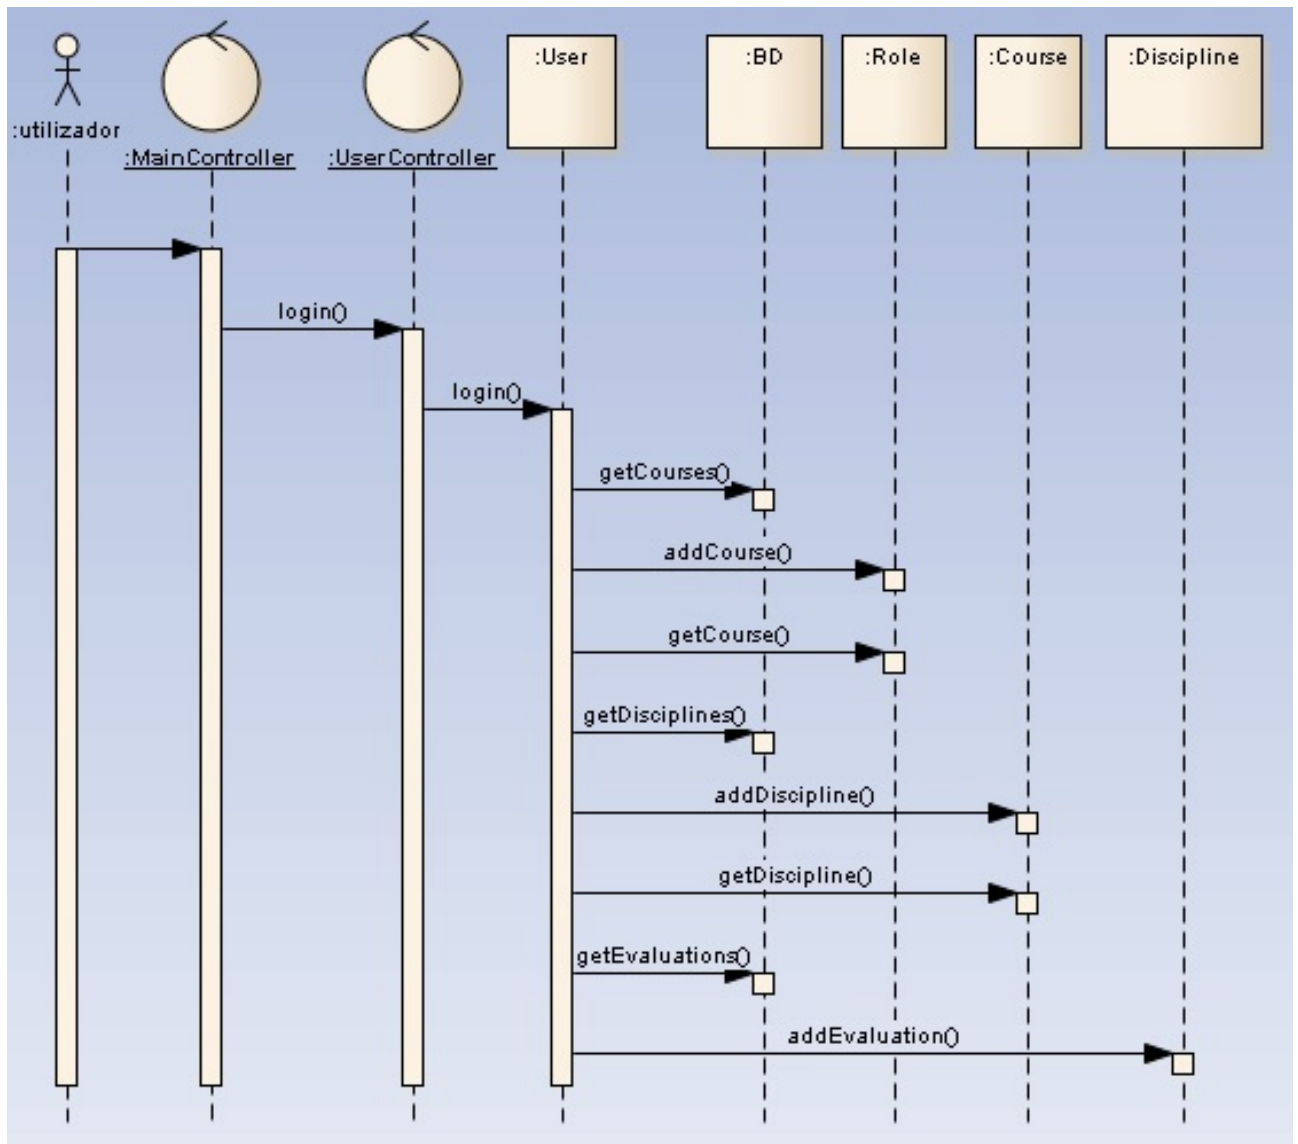 :User
:BD
:Role
:Course
:Discipline
:utilizador
:MainController
:UserController
login()
login()
getCourses()
addCourse()
getCourse()
getDisciplines()
addDiscipline()
getDiscipline()
getEvaluations()
addEvaluation()